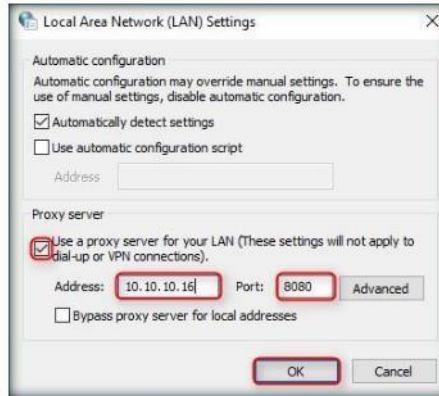 Local Area Network (LAN) Settings
Automatic configuration
Automatic configuration may override manual settings. To ensure the
use of manual settings, disable automatic configuration.
Automatically detect settings
Use automatic configuration script
Address
Proxy server
Use a proxy server for your LAN (These settings will not apply to
dial-up or VPN connections).
Address: 10.10.10.16 Port: 8080 Advanced
Bypass proxy server for local addresses
OK Cancel